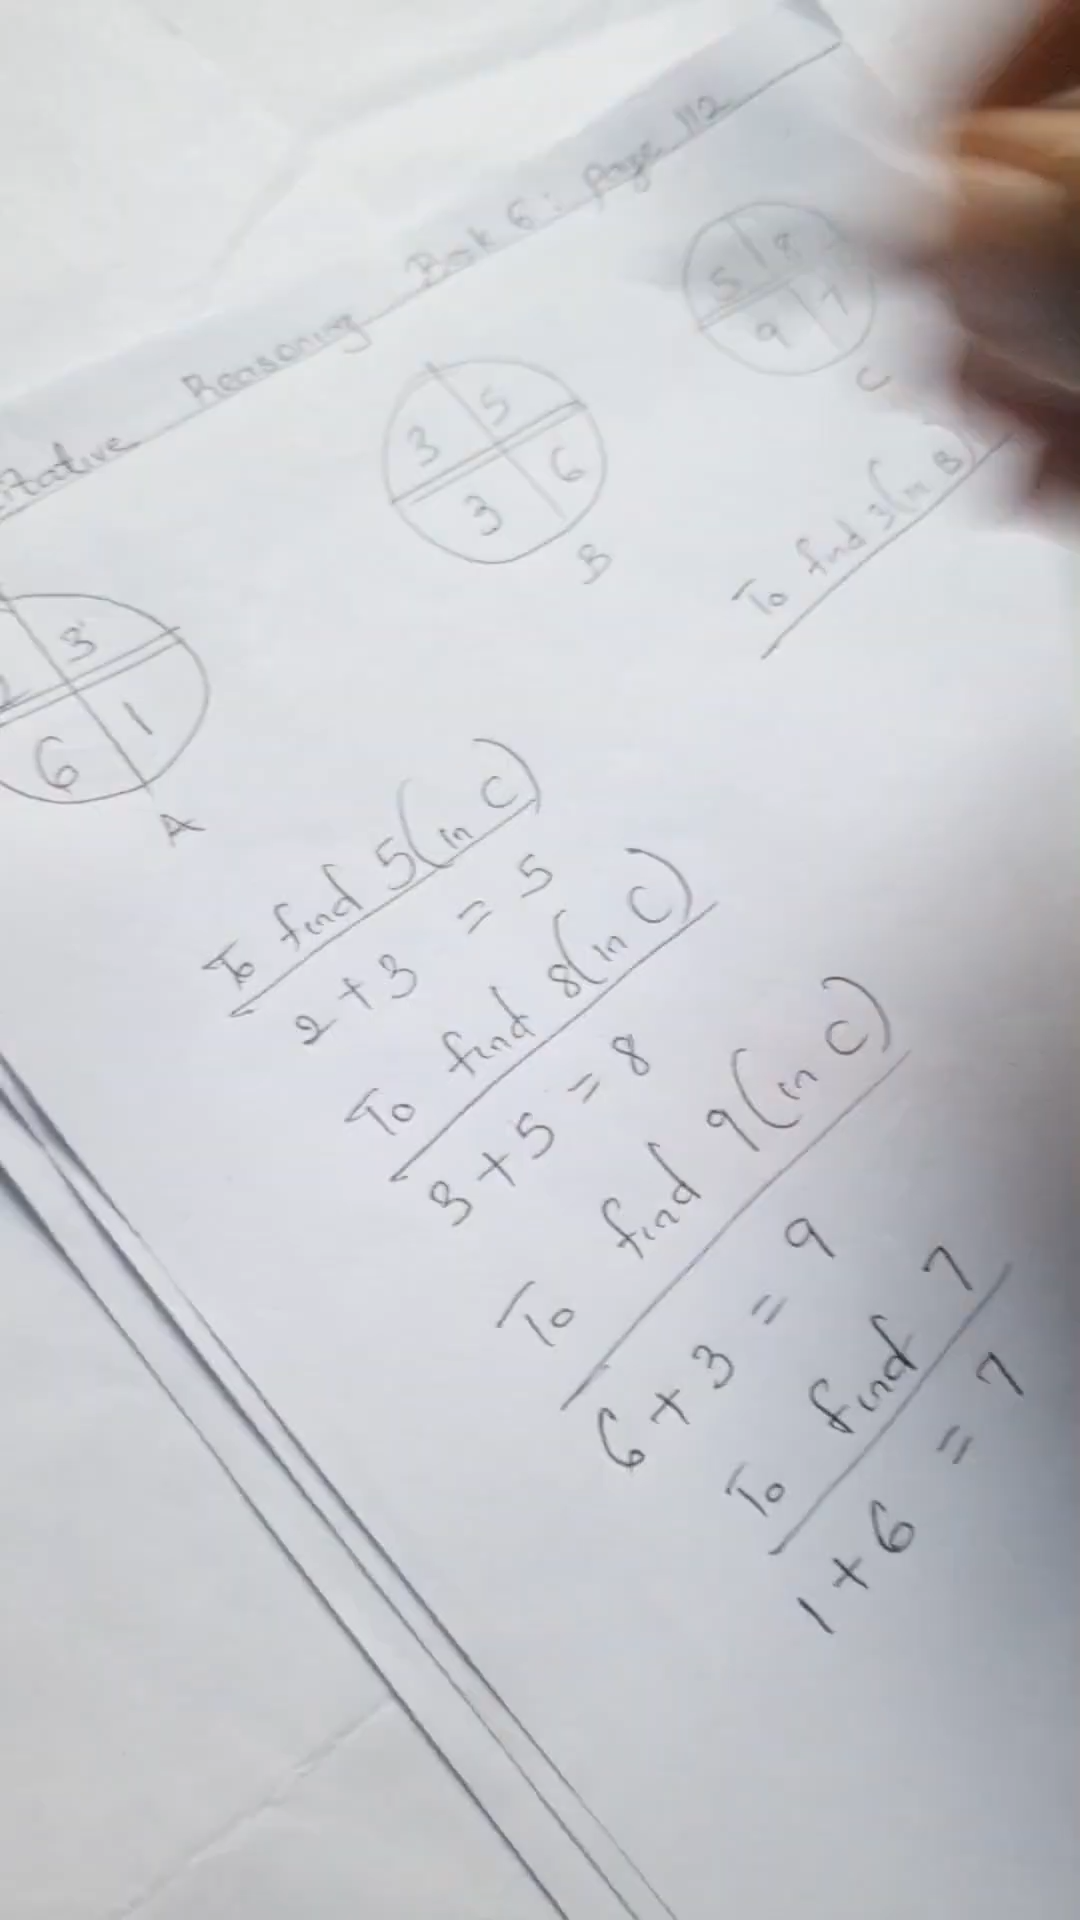 Reasoning Book 6: Page 112
2 3
6 1
A
3 5
3 6
B
5 8
9 7
C
To find 5(in C)
2 + 3 = 5
To find 8(in C)
3 + 5 = 8
To find 9(in C)
6 + 3 = 9
To find 7
1 + 6 = 7
To find 3(in B)